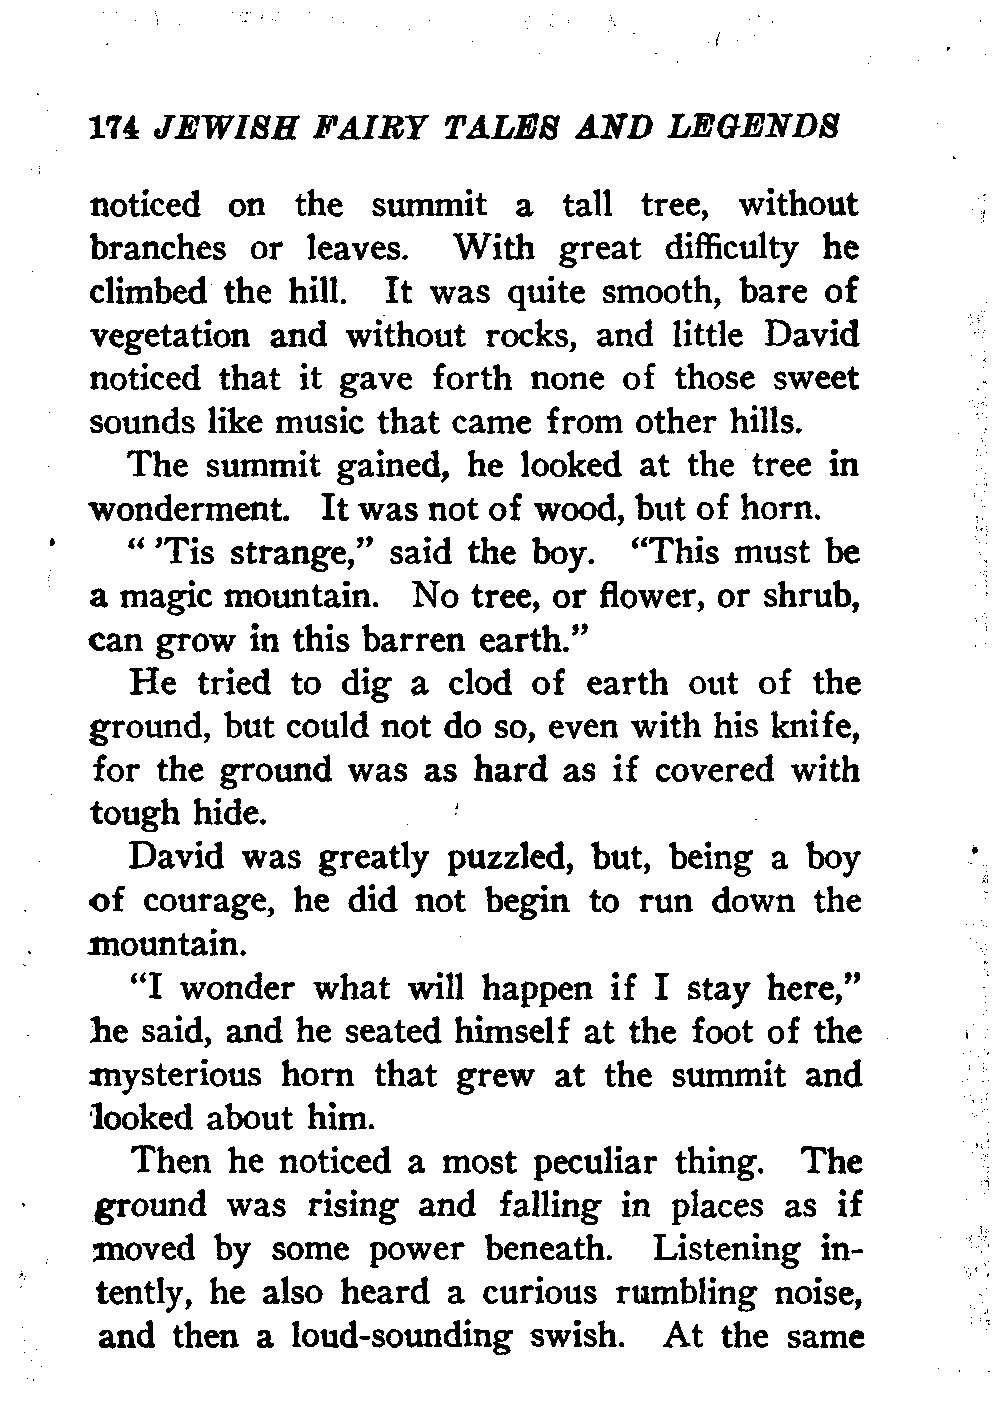 174 JEWISH FAIRY TALES AND LEGENDS
noticed on the summit a tall tree, without
branches or leaves. With great difficulty he
climbed the hill. It was quite smooth, bare of
vegetation and without rocks, and little David
noticed that it gave forth none of those sweet
sounds like music that came from other hills.
The summit gained, he looked at the tree in
wonderment. It was not of wood, but of horn.
“ ’Tis strange,” said the boy. “This must be
a magic mountain. No tree, or flower, or shrub,
can grow in this barren earth.”
He tried to dig a clod of earth out of the
ground, but could not do so, even with his knife,
for the ground was as hard as if covered with
tough hide.
David was greatly puzzled, but, being a boy
of courage, he did not begin to run down the
mountain.
“I wonder what will happen if I stay here,”
he said, and he seated himself at the foot of the
mysterious horn that grew at the summit and
looked about him.
Then he noticed a most peculiar thing. The
ground was rising and falling in places as if
moved by some power beneath. Listening in-
tently, he also heard a curious rumbling noise,
and then a loud-sounding swish. At the same